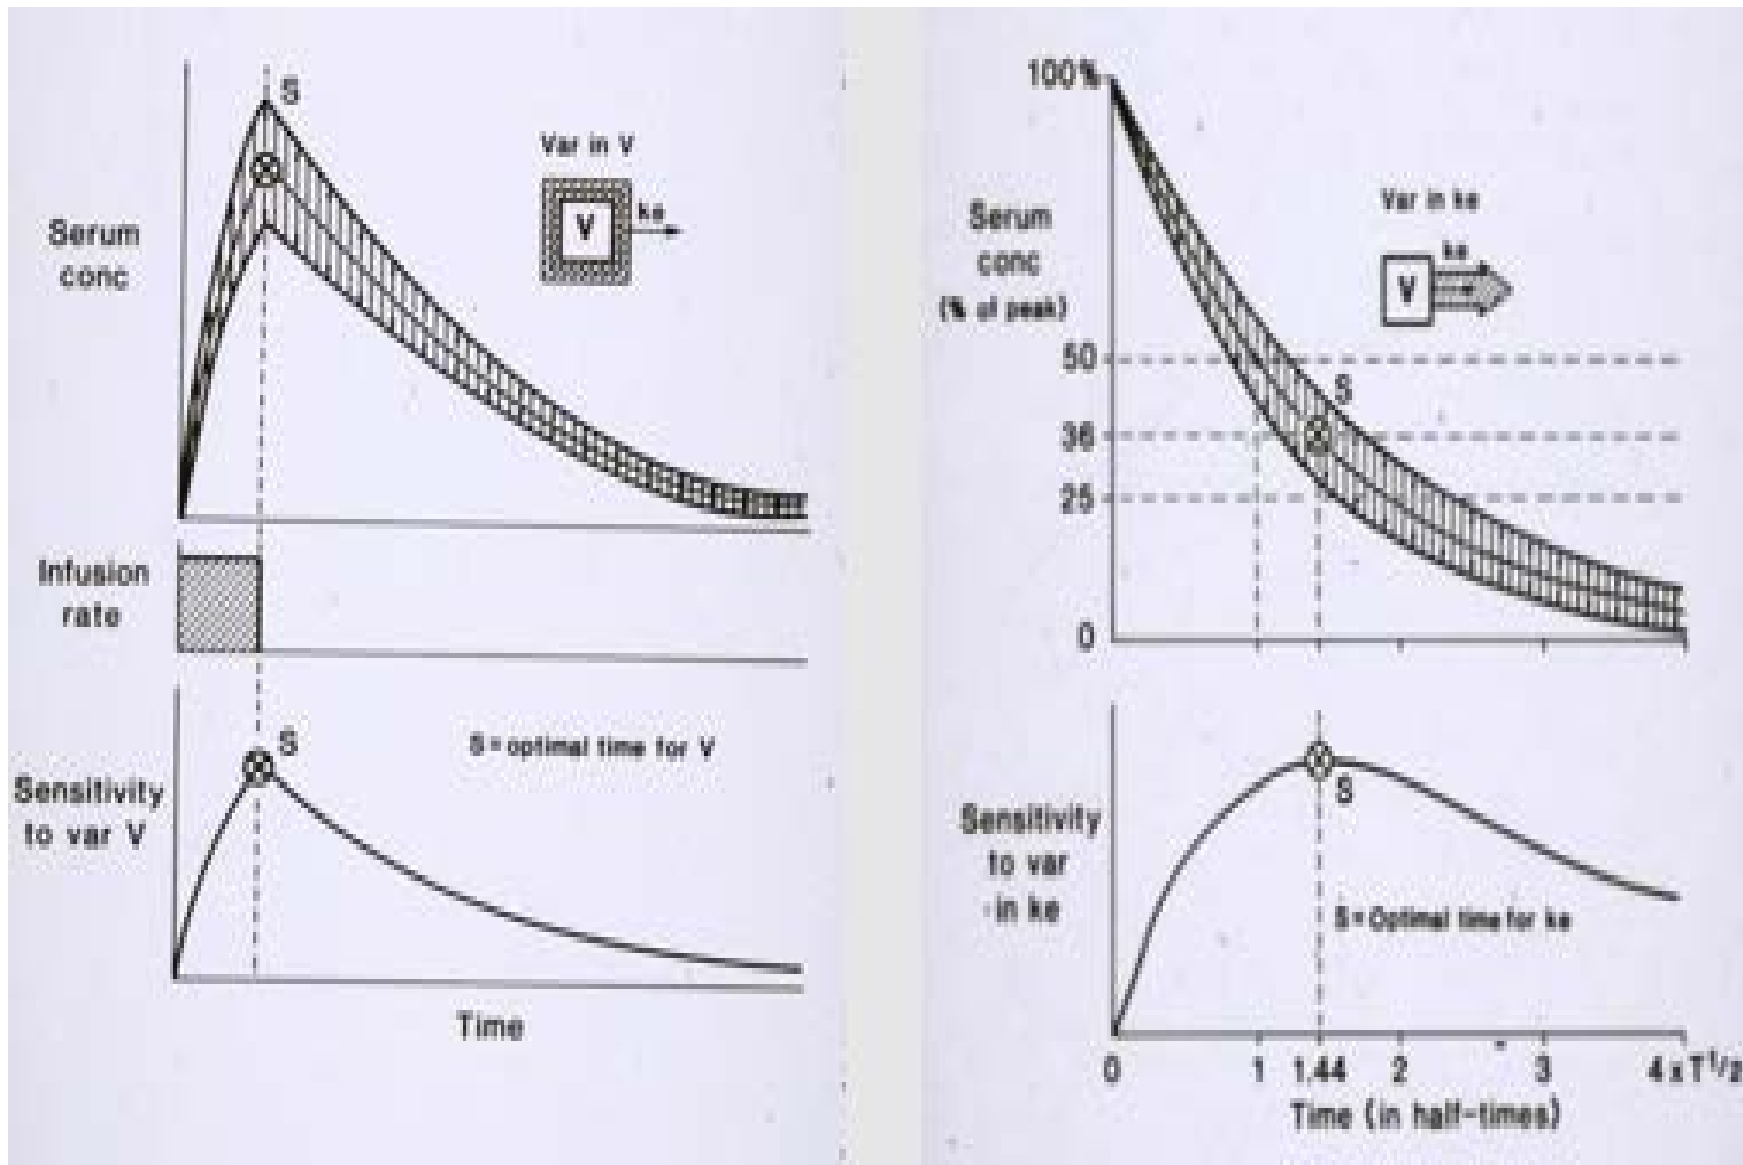 S
Var in V
V
ke
Serum
conc
Infusion
rate
S
S=optimal time for V
Sensitivity
to var V
Time
100%
Serum
conc
(% of peak)
Var in ke
ke
V
50
S
36
25
0
Sensitivity
to var
in ke
S
S=Optimal time for ke
0 1 1.44 2 3 4xT1/2
Time (in half-times)